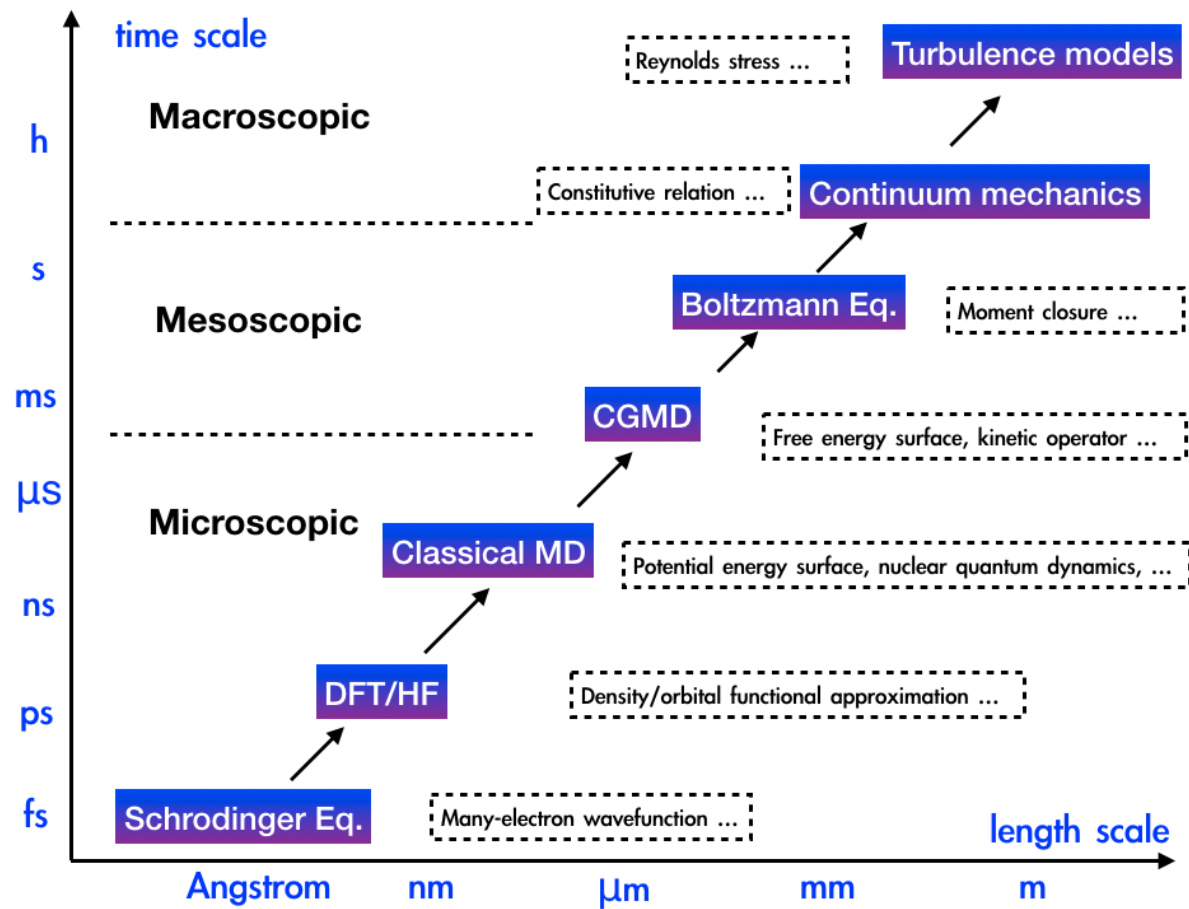 time scale
Turbulence models
Reynolds stress ...
Macroscopic
h
Constitutive relation ...
Continuum mechanics
s
Boltzmann Eq.
Moment closure ...
Mesoscopic
ms
CGMD
Free energy surface, kinetic operator ...
μs
Microscopic
Classical MD
Potential energy surface, nuclear quantum dynamics, ...
ns
DFT/HF
Density/orbital functional approximation ...
ps
fs
Schrodinger Eq.
Many-electron wavefunction ...
length scale
Angstrom
nm
μm
mm
m